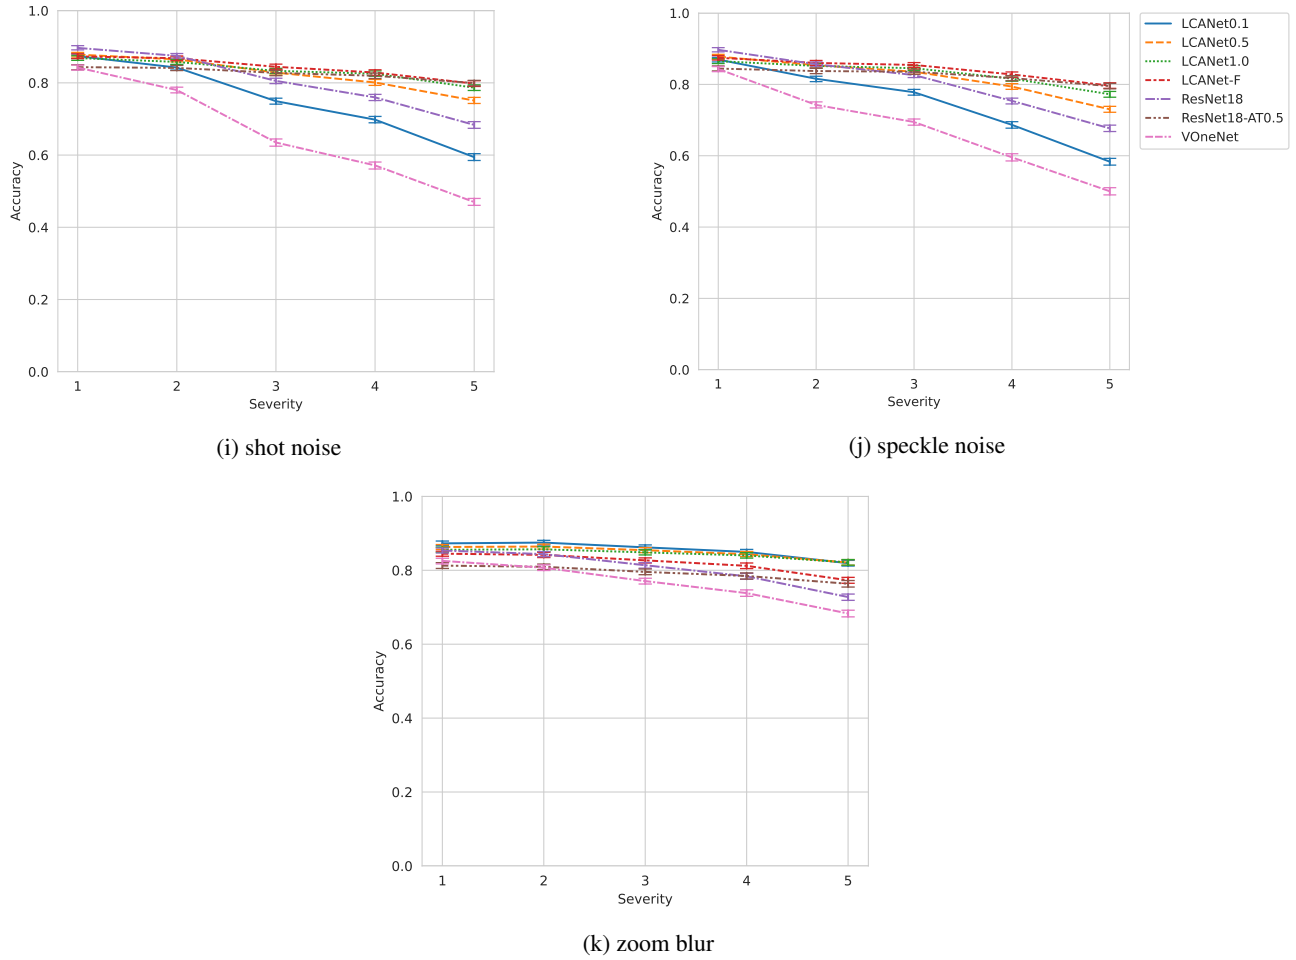 1.0
0.8
0.6
0.4
0.2
0.0
Accuracy
1 2 3 4 5
Severity
(i) shot noise
1.0
0.8
0.6
0.4
0.2
0.0
Accuracy
1 2 3 4 5
Severity
(j) speckle noise
LCANet0.1
LCANet0.5
LCANet1.0
LCANet-F
ResNet18
ResNet18-AT0.5
VOneNet
1.0
0.8
0.6
0.4
0.2
0.0
Accuracy
1 2 3 4 5
Severity
(k) zoom blur